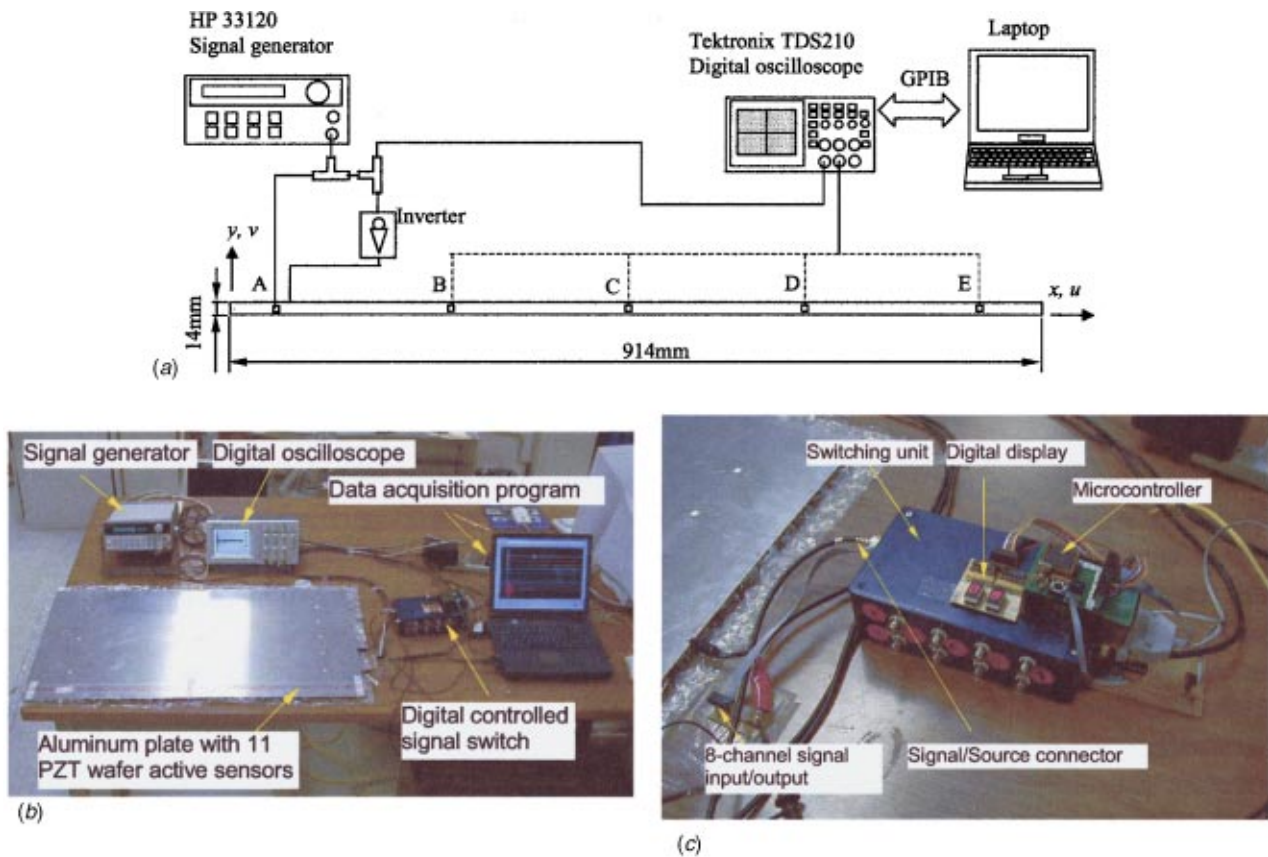 HP 33120
Signal generator
Tektronix TDS210
Digital oscilloscope
Laptop
GPIB
Inverter
y, v
A
B
C
D
E
x, u
14mm
914mm
(a)
Signal generator
Digital oscilloscope
Data acquisition program
Digital controlled
signal switch
Aluminum plate with 11
PZT wafer active sensors
(b)
Switching unit
Digital display
Microcontroller
8-channel signal
input/output
Signal/Source connector
(c)